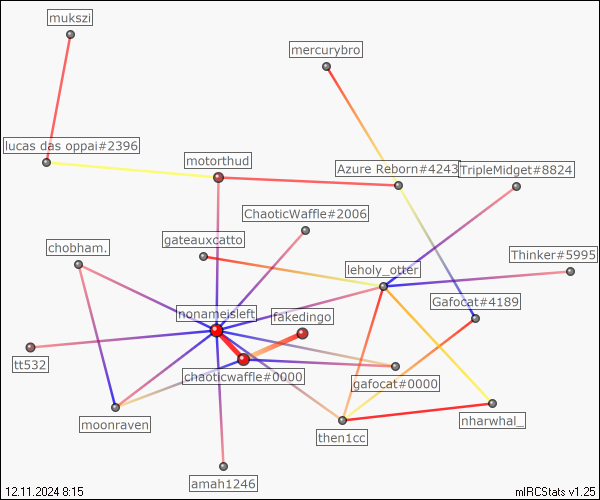 mukszi
mercurybro
lucas das oppai#2396
motorthud
Azure Reborn#4243
TripleMidget#8824
ChaoticWaffle#2006
gateauxcatto
chobham.
Thinker#5995
leholy_otter
Gafocat#4189
nonameisleft
fakedingo
tt532
chaoticwaffle#0000
gafocat#0000
moonraven
nharwhal_
then1cc
amah1246
12.11.2024 8:15
mIRCStats v1.25